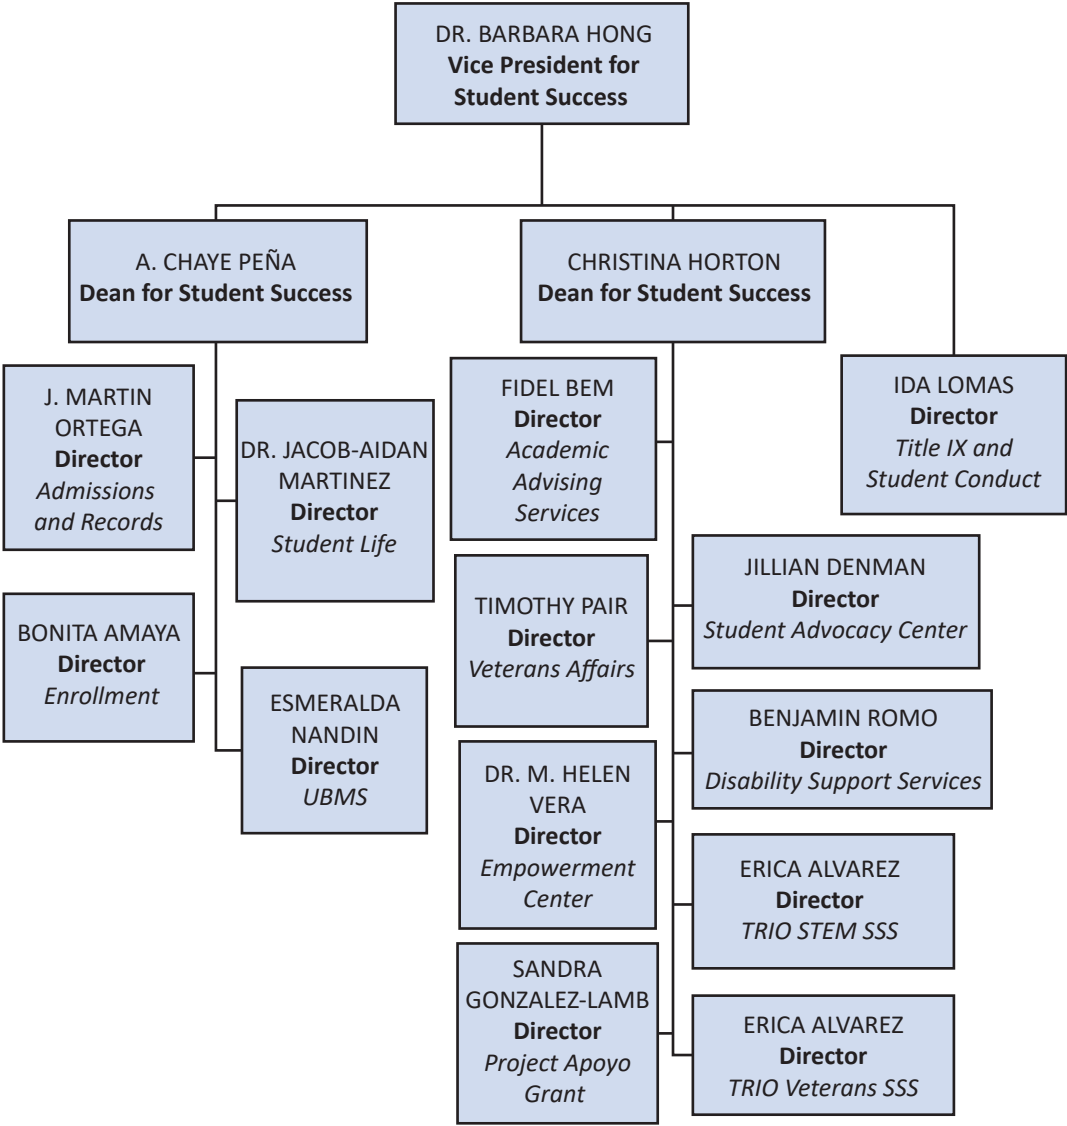 DR. BARBARA HONG
Vice President for
Student Success
A. CHAYE PEÑA
Dean for Student Success
CHRISTINA HORTON
Dean for Student Success
J. MARTIN
ORTEGA
Director
Admissions
and Records
DR. JACOB-AIDAN
MARTINEZ
Director
Student Life
BONITA AMAYA
Director
Enrollment
ESMERALDA
NANDIN
Director
UBMS
FIDEL BEM
Director
Academic
Advising
Services
IDA LOMAS
Director
Title IX and
Student Conduct
TIMOTHY PAIR
Director
Veterans Affairs
JILLIAN DENMAN
Director
Student Advocacy Center
BENJAMIN ROMO
Director
Disability Support Services
DR. M. HELEN
VERA
Director
Empowerment
Center
ERICA ALVAREZ
Director
TRIO STEM SSS
SANDRA
GONZALEZ-LAMB
Director
Project Apoyo
Grant
ERICA ALVAREZ
Director
TRIO Veterans SSS